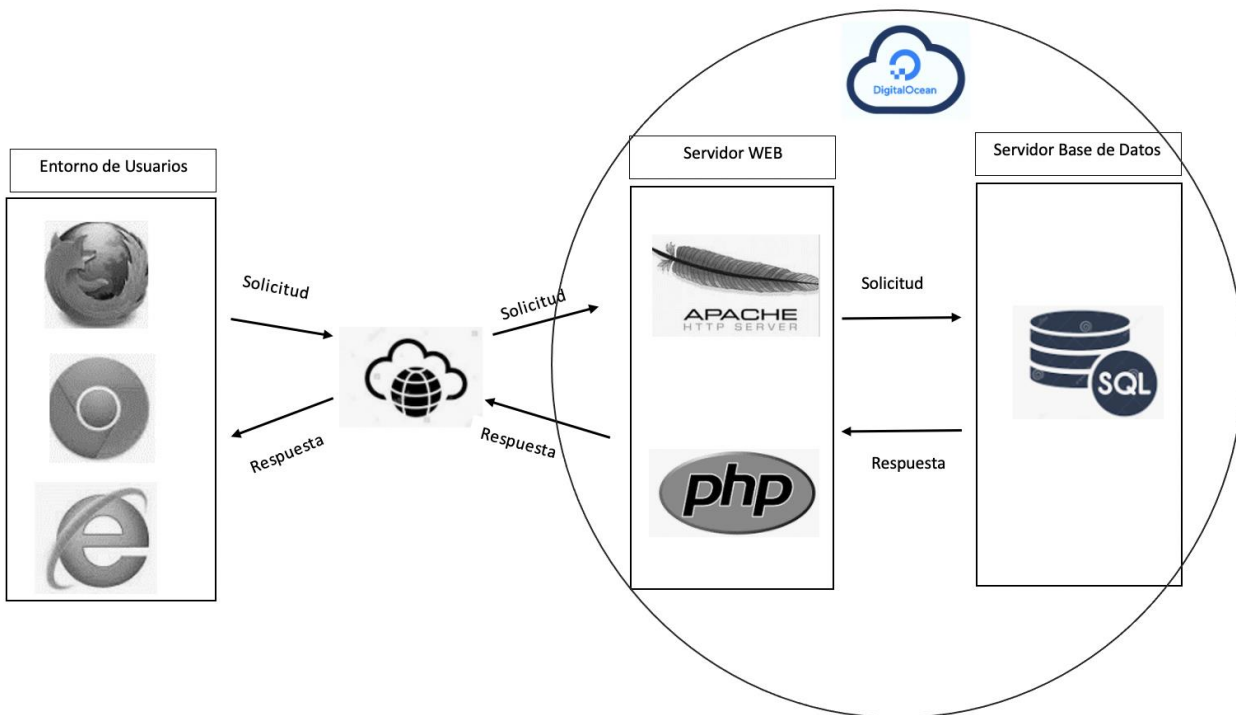 DigitalOcean
Entorno de Usuarios
Servidor WEB
Servidor Base de Datos
Solicitud
Solicitud
APACHE
HTTP SERVER
Solicitud
SQL
Respuesta
Respuesta
php
Respuesta